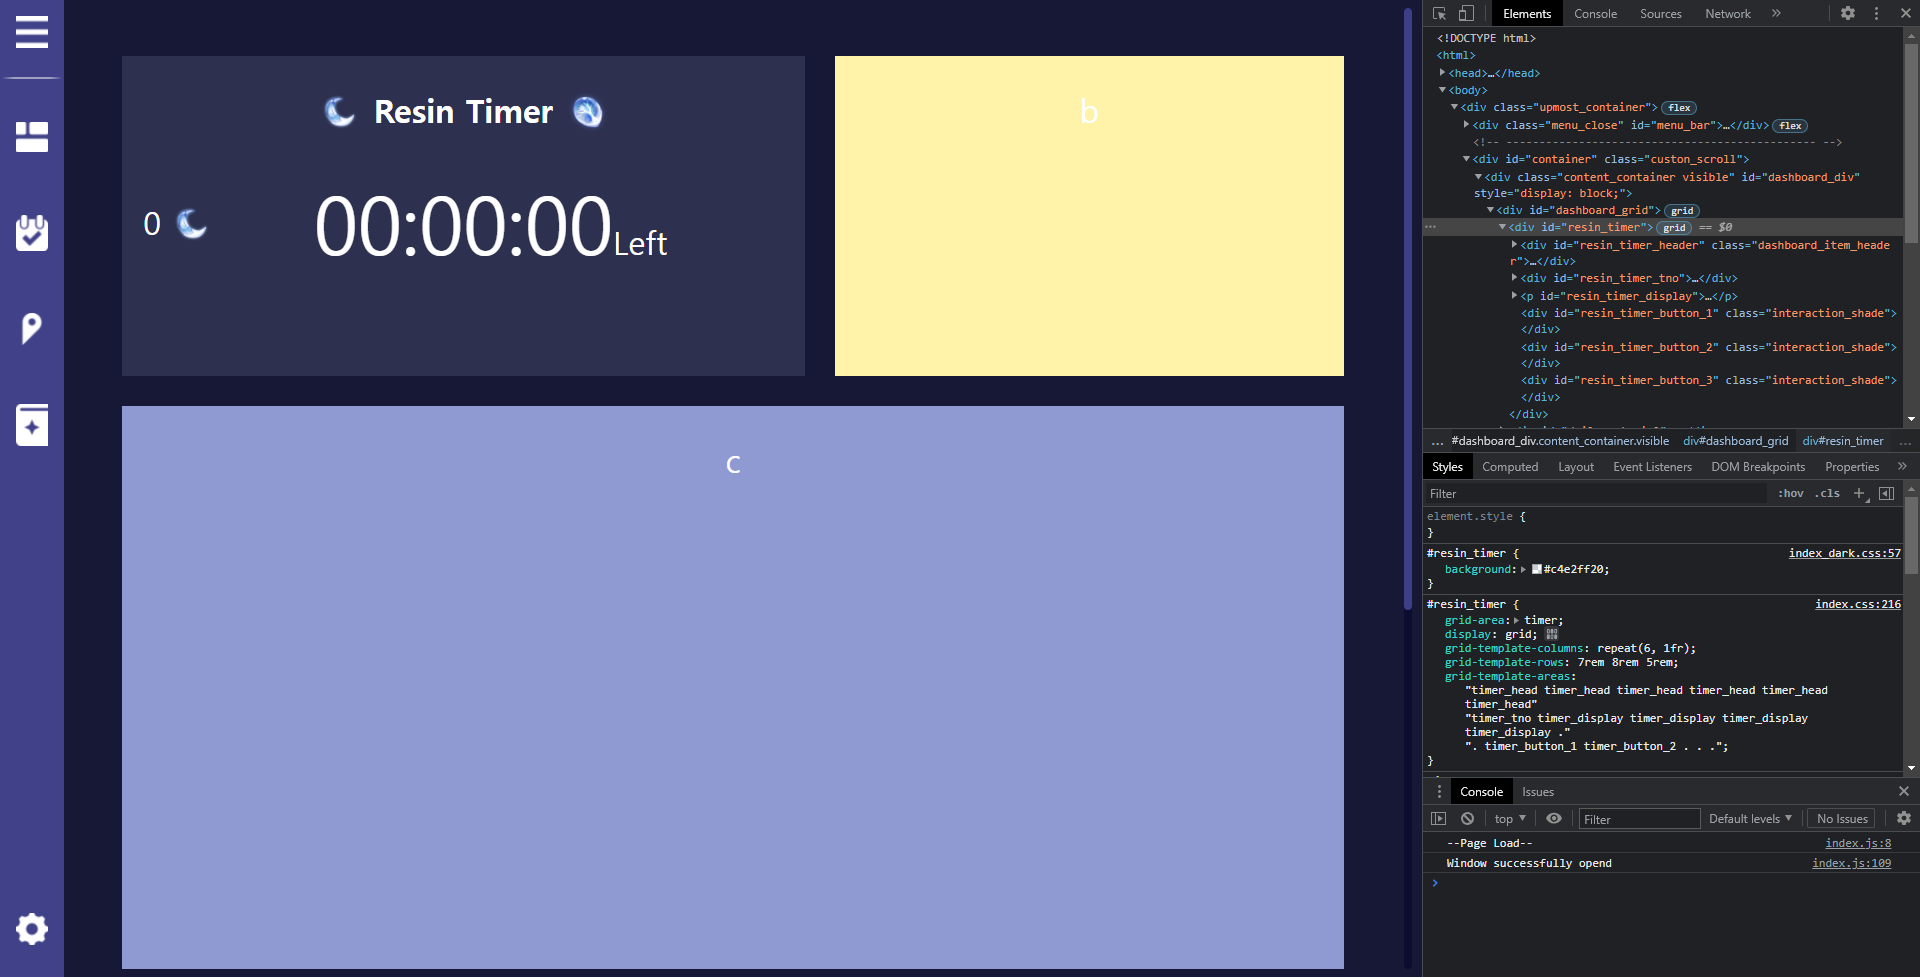 Resin Timer
0
00:00:00Left
b
c
Elements Console Sources Network »
<!DOCTYPE html>
<html>
<head>…</head>
<body>
<div class="upmost_container"> flex
<div class="menu_close" id="menu_bar">…</div> flex
<!-- ----------------------------------------------- -->
<div id="container" class="custon_scroll">
<div class="content_container visible" id="dashboard_div"
style="display: block;">
<div id="dashboard_grid"> grid
… <div id="resin_timer"> grid == $0
<div id="resin_timer_header" class="dashboard_item_heade
r">…</div>
<div id="resin_timer_tno">…</div>
<p id="resin_timer_display">…</p>
<div id="resin_timer_button_1" class="interaction_shade">
</div>
<div id="resin_timer_button_2" class="interaction_shade">
</div>
<div id="resin_timer_button_3" class="interaction_shade">
</div>
</div>
… #dashboard_div.content_container.visible div#dashboard_grid div#resin_timer …
Styles Computed Layout Event Listeners DOM Breakpoints Properties »
Filter :hov .cls +
element.style {
}
#resin_timer { index_dark.css:57
background: #c4e2ff20;
}
#resin_timer { index.css:216
grid-area: timer;
display: grid;
grid-template-columns: repeat(6, 1fr);
grid-template-rows: 7rem 8rem 5rem;
grid-template-areas:
"timer_head timer_head timer_head timer_head timer_head
timer_head"
"timer_tno timer_display timer_display timer_display
timer_display ."
". timer_button_1 timer_button_2 . . .";
}
Console Issues
top Filter Default levels No Issues
--Page Load-- index.js:8
Window successfully opend index.js:109